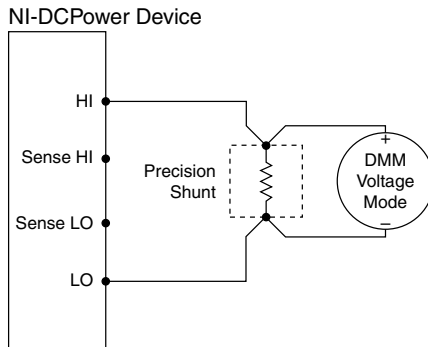 NI-DCPower Device
HI
Sense HI
Sense LO
LO
Precision
Shunt
+
DMM
Voltage
Mode
−